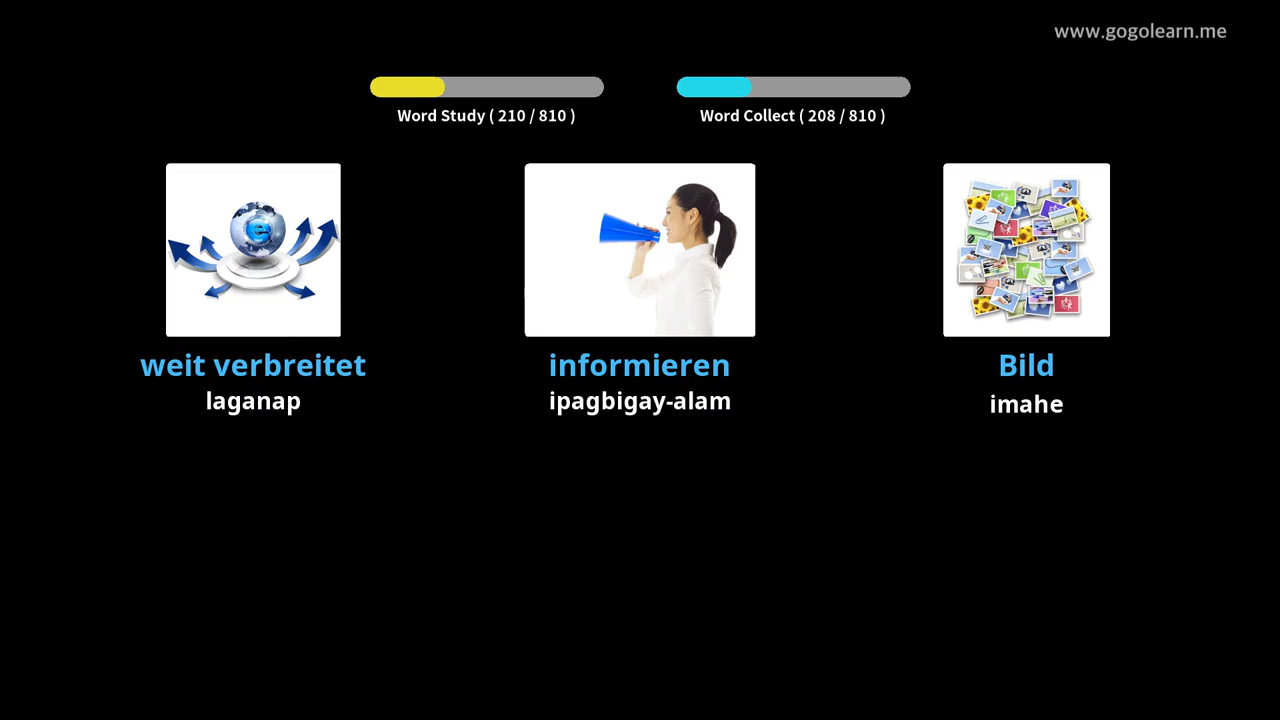 www.gogolearn.me
Word Study ( 210 / 810 )
Word Collect ( 208 / 810 )
weit verbreitet
laganap
informieren
ipagbigay-alam
Bild
imahe